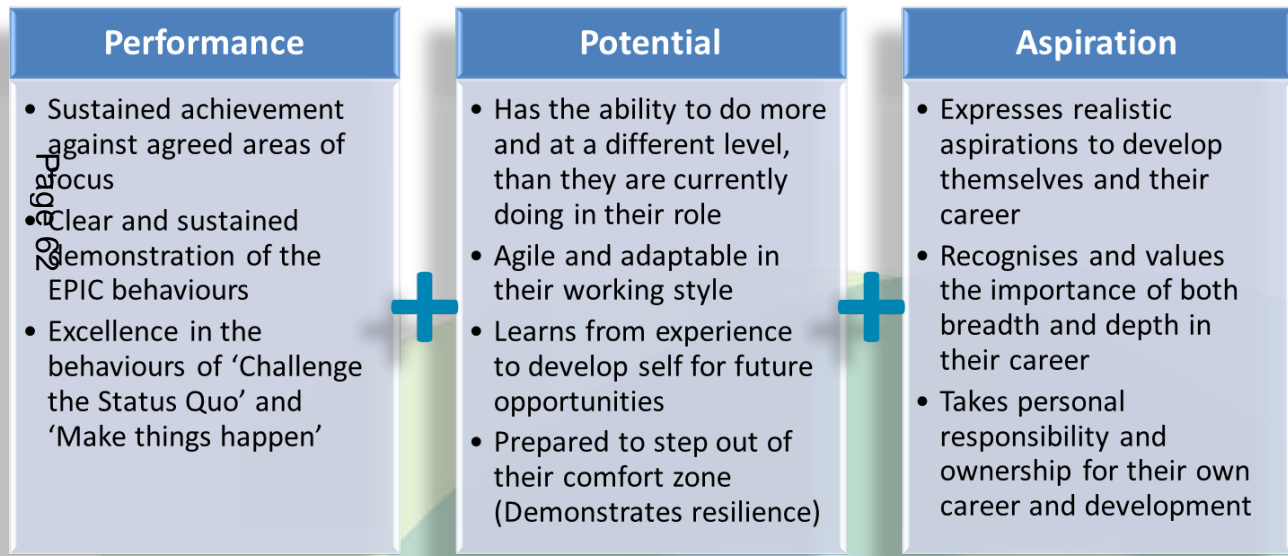 Performance
• Sustained achievement
against agreed areas of
focus
• Clear and sustained
demonstration of the
EPIC behaviours
• Excellence in the
behaviours of ‘Challenge
the Status Quo’ and
‘Make things happen’
+
Potential
• Has the ability to do more
and at a different level,
than they are currently
doing in their role
• Agile and adaptable in
their working style
• Learns from experience
to develop self for future
opportunities
• Prepared to step out of
their comfort zone
(Demonstrates resilience)
+
Aspiration
• Expresses realistic
aspirations to develop
themselves and their
career
• Recognises and values
the importance of both
breadth and depth in
their career
• Takes personal
responsibility and
ownership for their own
career and development
Page 62